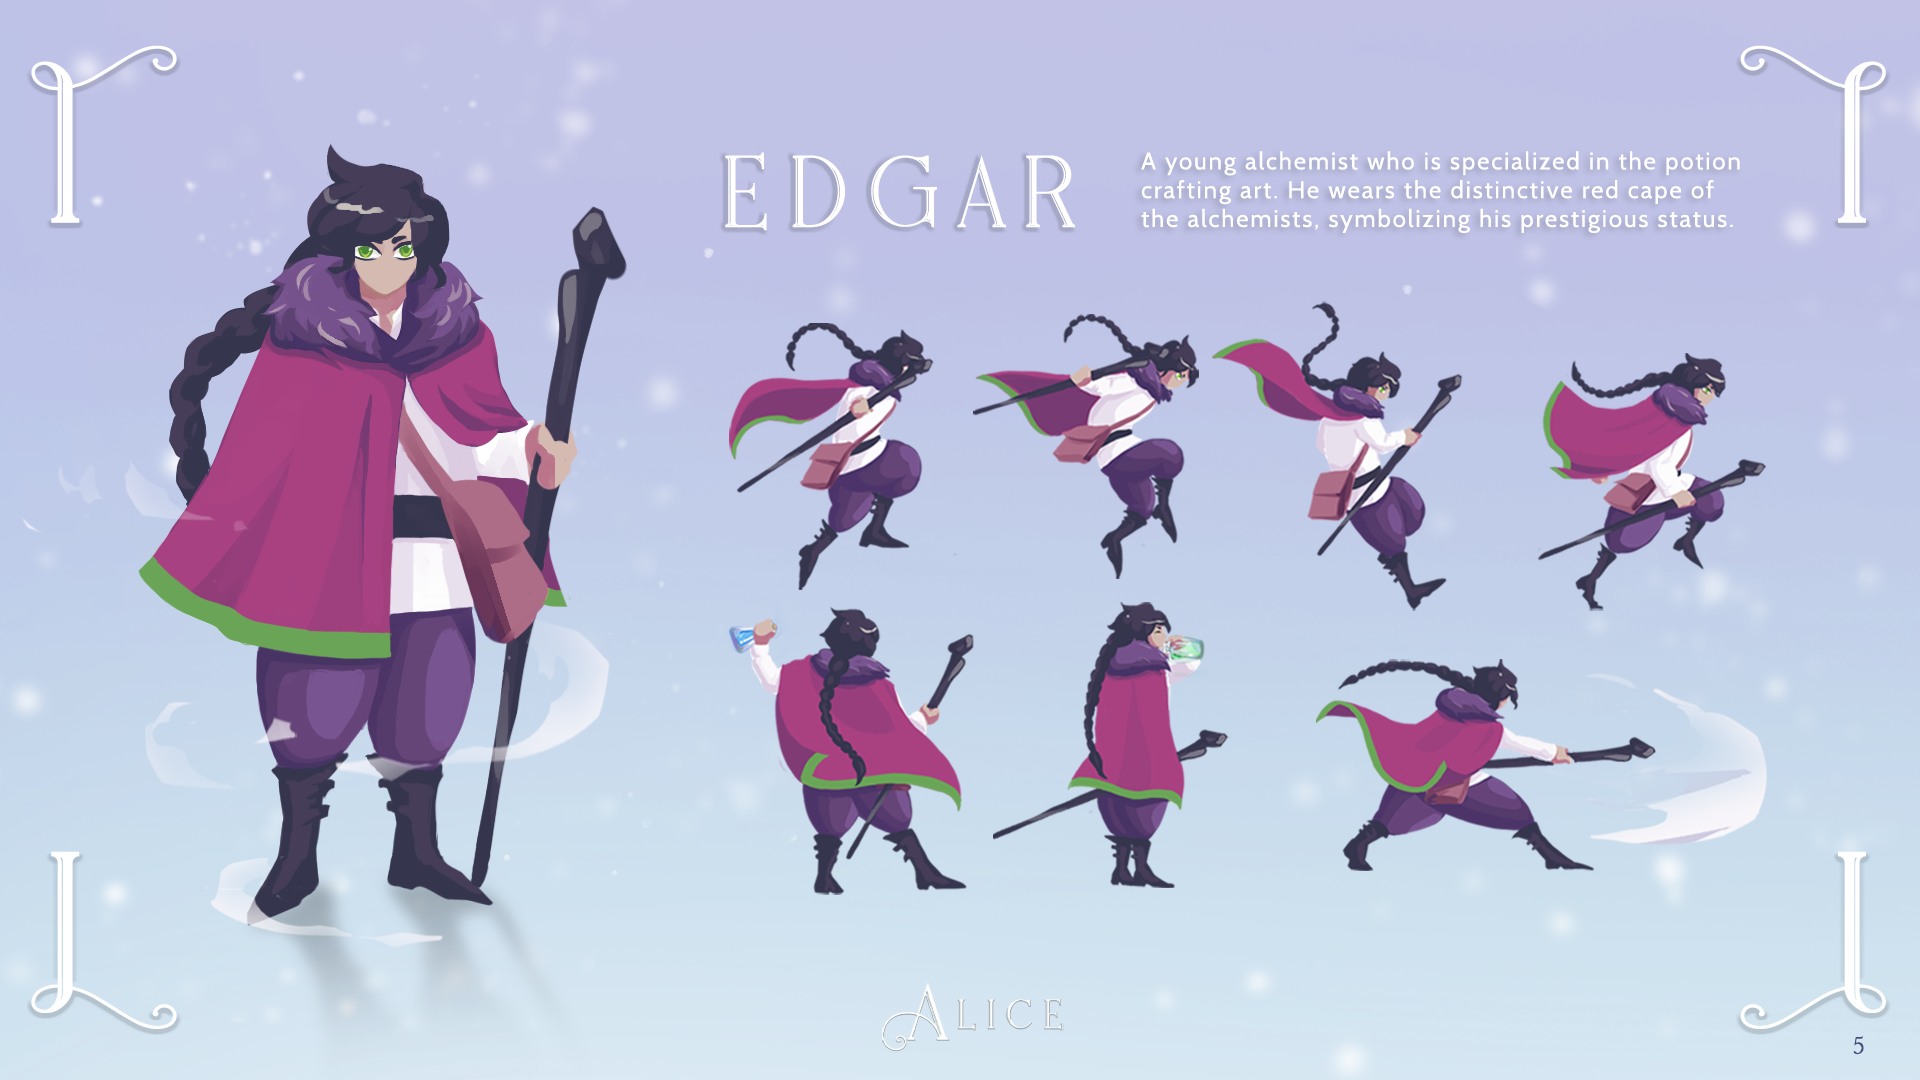 EDGAR
A young alchemist who is specialized in the potion
crafting art. He wears the distinctive red cape of
the alchemists, symbolizing his prestigious status.
ALICE
5